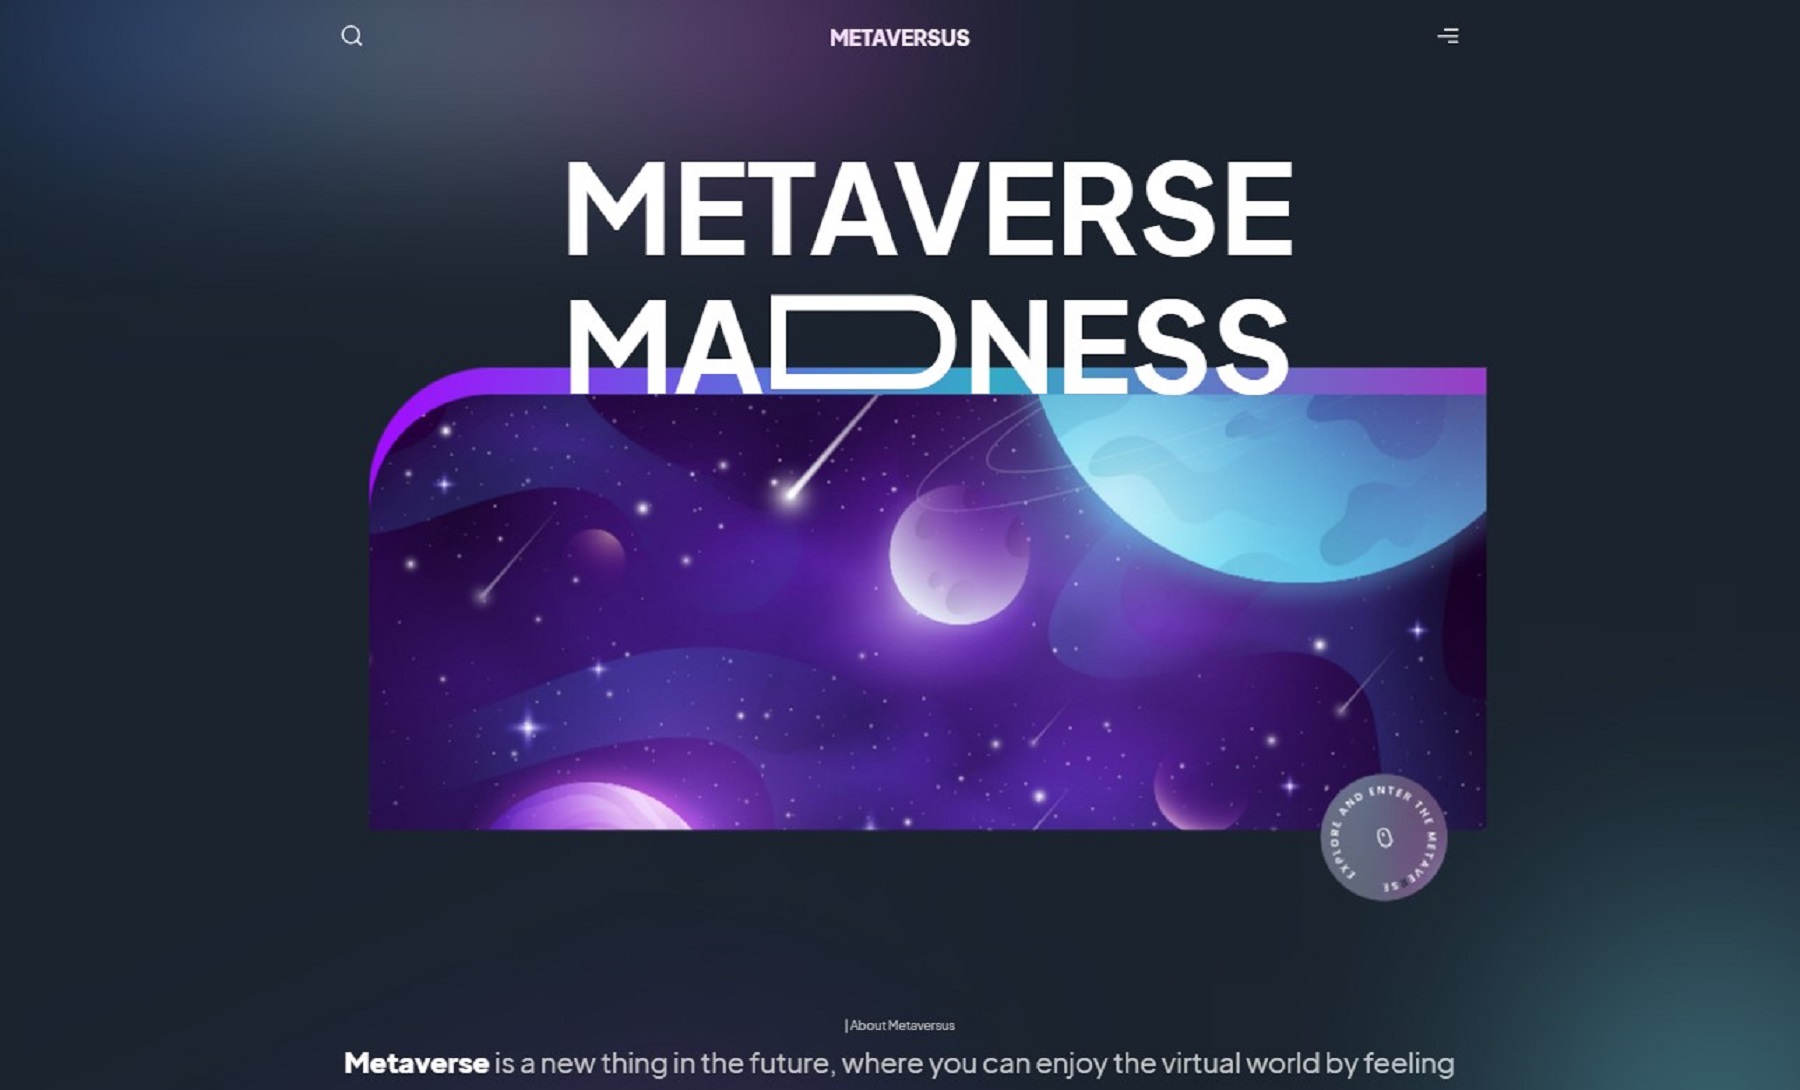 METAVERSUS
METAVERSE
MADNESS
EXPLORE AND ENTER THE METAVERSE
| About Metaversus
Metaverse is a new thing in the future, where you can enjoy the virtual world by feeling